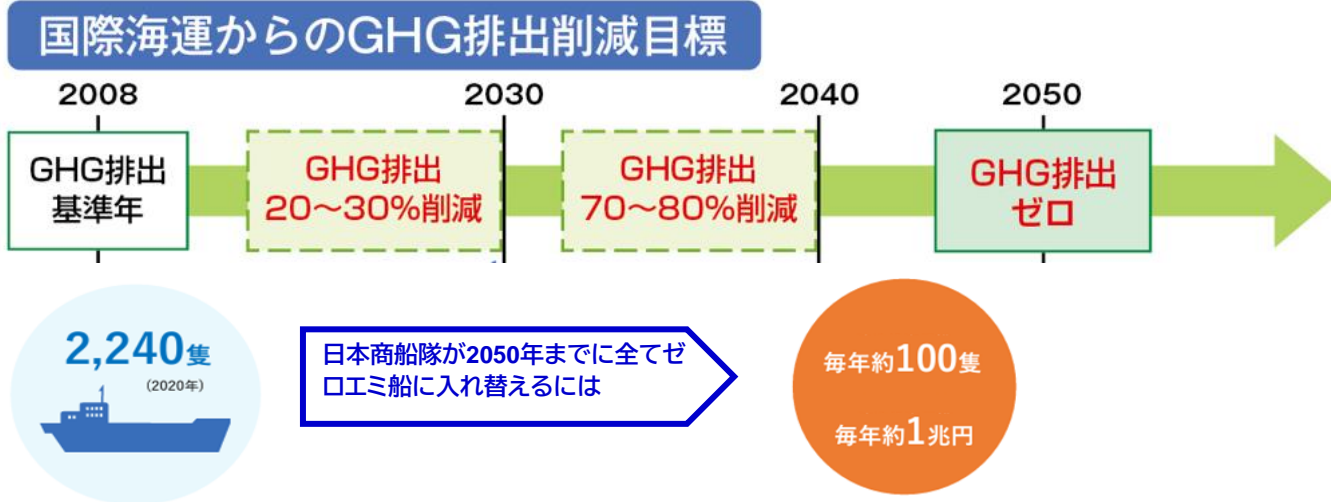 国際海運からのGHG排出削減目標
2008
2030
2040
2050
GHG排出
基準年
GHG排出
20〜30%削減
GHG排出
70〜80%削減
GHG排出
ゼロ
2,240隻
(2020年)
日本商船隊が2050年までに全てゼ
ロエミ船に入れ替えるには
毎年約100隻
毎年約1兆円